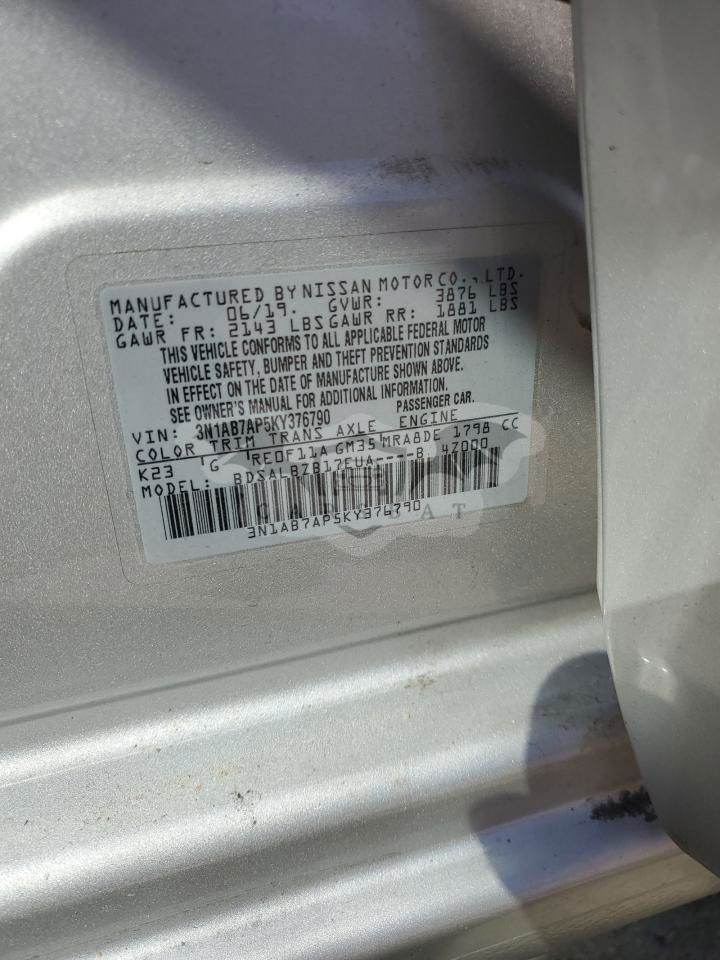 MANUFACTURED BY NISSAN MOTOR CO., LTD.
DATE: 06/19. GVWR: 3876 LBS
GAWR FR: 2143 LBS GAWR RR: 1881 LBS
THIS VEHICLE CONFORMS TO ALL APPLICABLE FEDERAL MOTOR
VEHICLE SAFETY, BUMPER AND THEFT PREVENTION STANDARDS
IN EFFECT ON THE DATE OF MANUFACTURE SHOWN ABOVE.
SEE OWNER'S MANUAL FOR ADDITIONAL INFORMATION.
VIN: 3N1AB7AP5KY376790 PASSENGER CAR.
COLOR TRIM TRANS AXLE ENGINE
K23 G RE0F11A GM35 MRA8DE 1798 CC
MODEL: BDSALBZB17EUA----B 4Z000
3N1AB7AP5KY376790